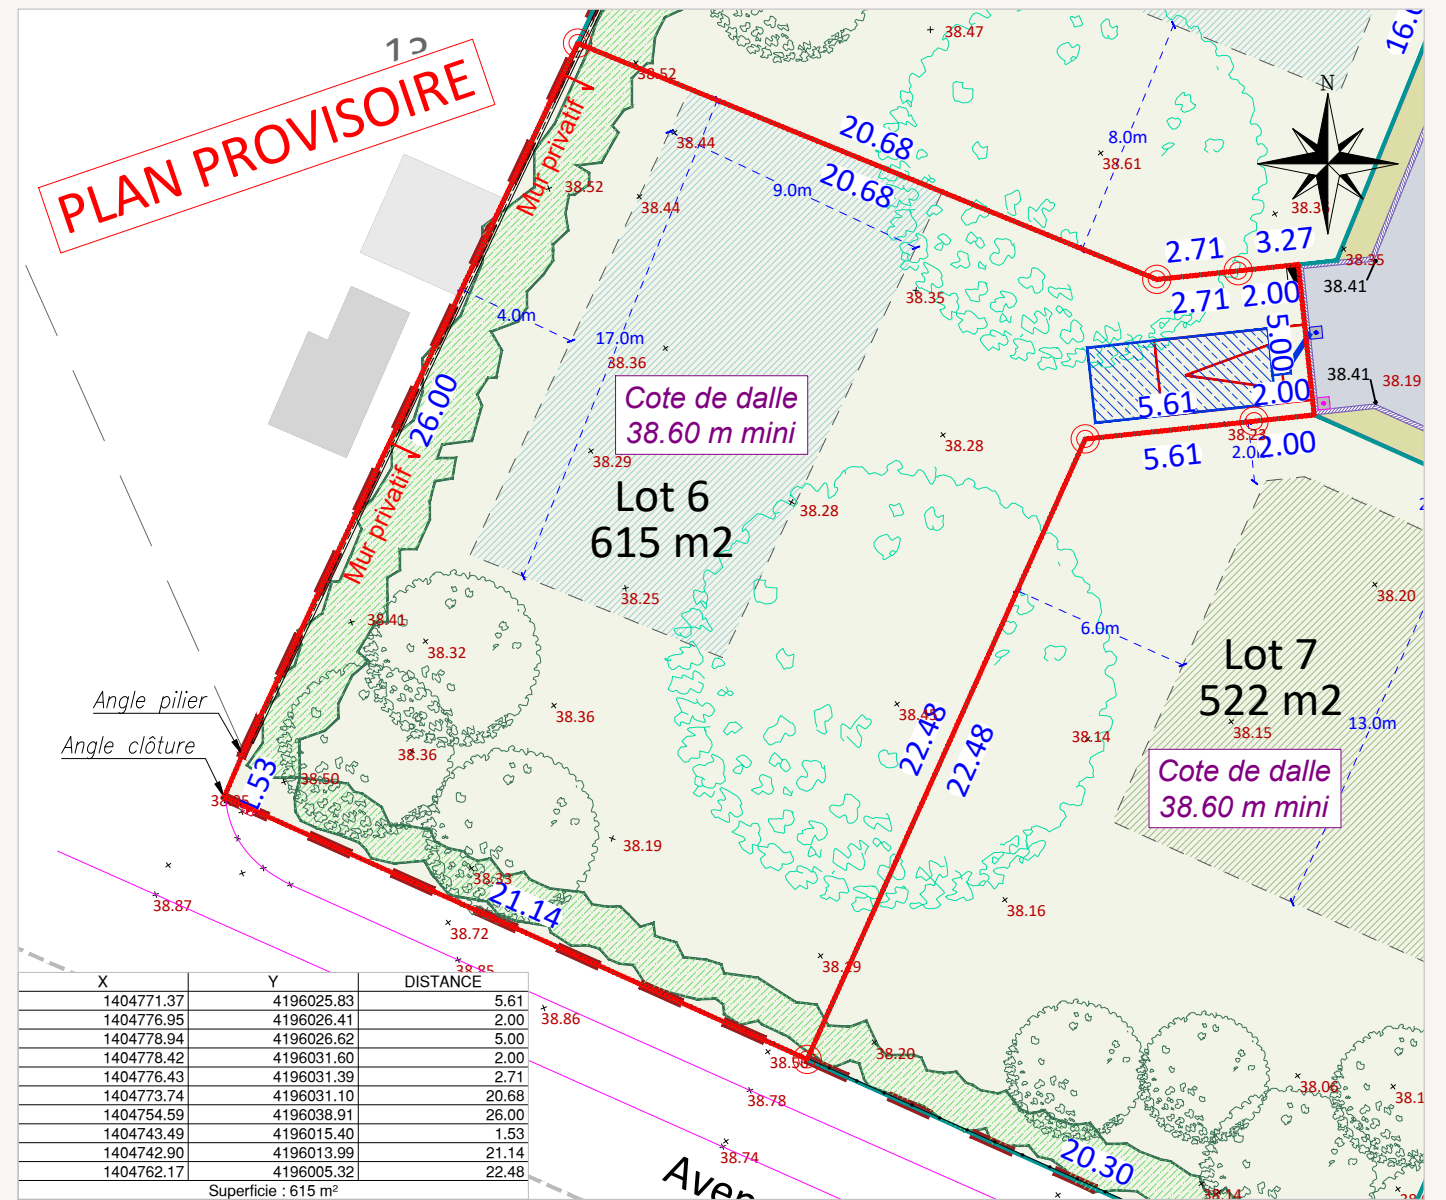 PLAN PROVISOIRE
38.47
38.52
Mur privatif
38.44
20.68
20.68
9.0m
8.0m
38.61
N
38.52
38.44
2.71
3.27
38.35
38.41
2.71
2.00
5.00
38.35
4.0m
17.0m
38.36
38.41
38.19
Cote de dalle
38.60 m mini
26.00
5.61
2.00
38.23
5.61
2.00
38.28
38.29
Mur privatif
Lot 6
615 m2
38.28
38.25
38.41
38.32
6.0m
38.20
Lot 7
522 m2
38.15
13.0m
Angle pilier
Angle clôture
38.36
38.36
38.50
22.48
22.48
38.14
Cote de dalle
38.60 m mini
38.19
38.33
21.14
38.87
38.72
38.85
38.16
38.86
38.20
38.78
38.74
38.06
20.30
38.14
X Y DISTANCE
1404771.37 4196025.83 5.61
1404776.95 4196026.41 2.00
1404778.94 4196026.62 5.00
1404778.42 4196031.60 2.00
1404776.43 4196031.39 2.71
1404773.74 4196031.10 20.68
1404754.59 4196038.91 26.00
1404743.49 4196015.40 1.53
1404742.90 4196013.99 21.14
1404762.17 4196005.32 22.48
Superficie : 615 m²